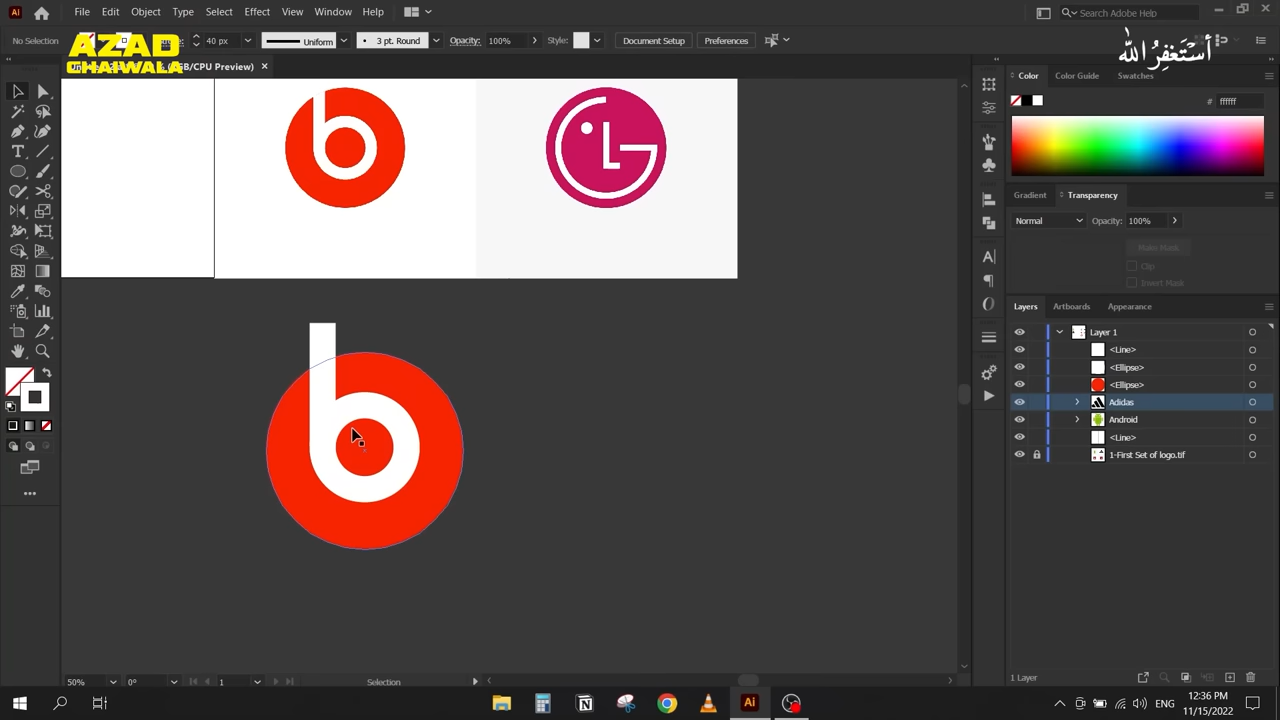 Ai File Edit Object Type Select Effect View Window Help
Search Adobe Help
No Selection
40 px
Uniform
3 pt. Round
Opacity: 100%
Style:
Document Setup
Preferences
AZAD
CHAIWALA
أستغفر الله
B/CPU Preview) ×
Color Color Guide Swatches
# ffffff
Gradient Transparency
Normal Opacity: 100%
Make Mask
Clip
Invert Mask
Layers Artboards Appearance
Layer 1
<Line>
<Ellipse>
<Ellipse>
Adidas
Android
<Line>
1-First Set of logo.tif
50% 0° 1 Selection
1 Layer
Ai
ENG
12:36 PM
11/15/2022